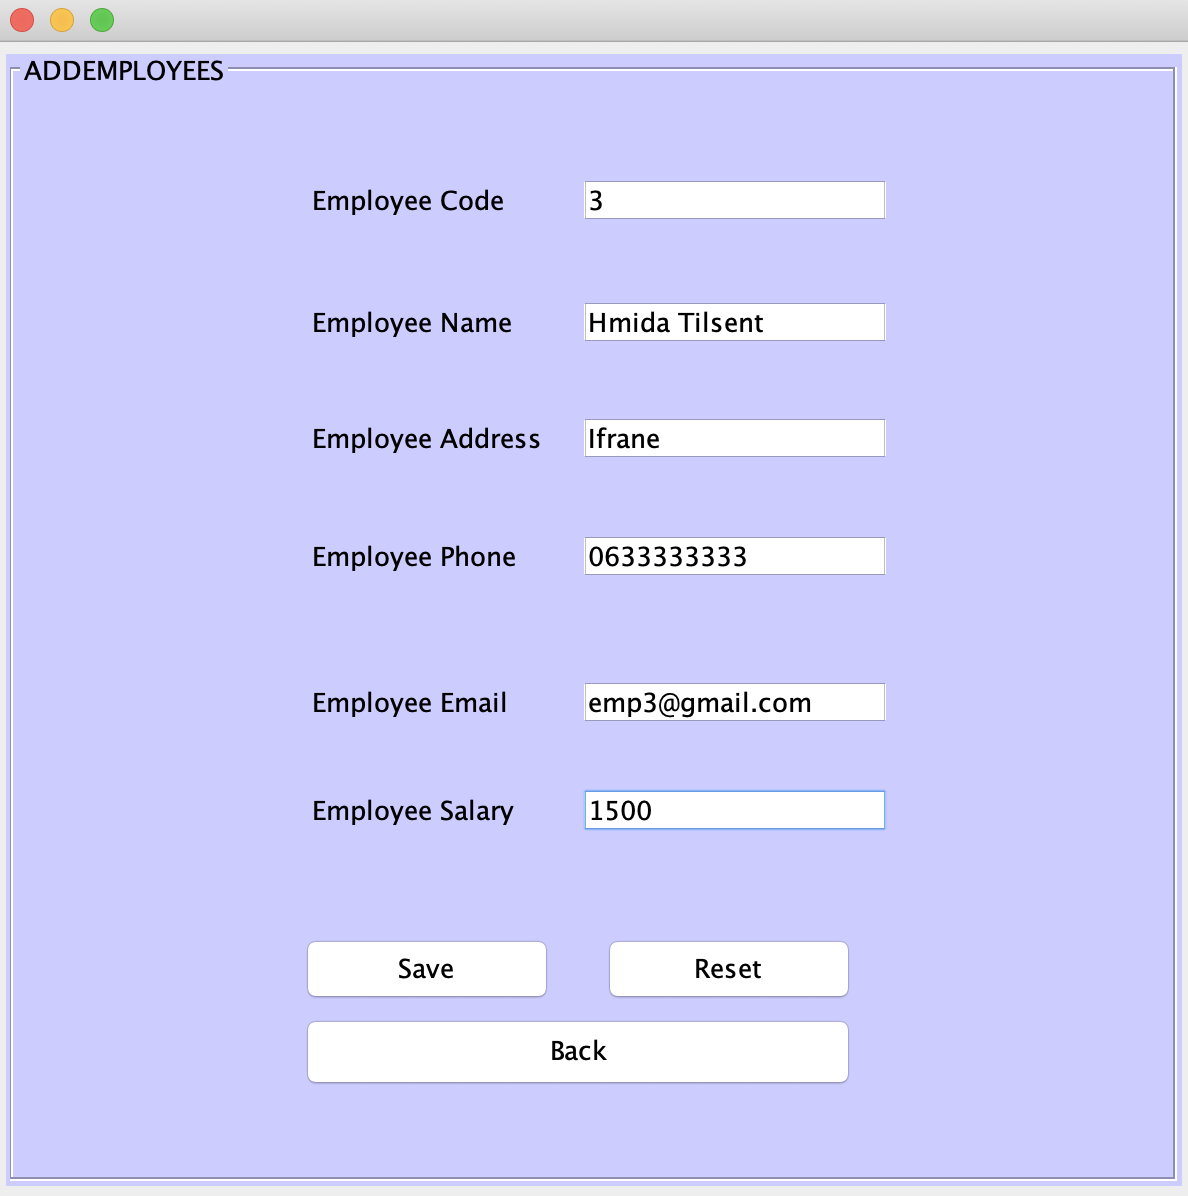 ADDEMPLOYEES
Employee Code 3
Employee Name Hmida Tilsent
Employee Address Ifrane
Employee Phone 0633333333
Employee Email emp3@gmail.com
Employee Salary 1500
Save Reset
Back